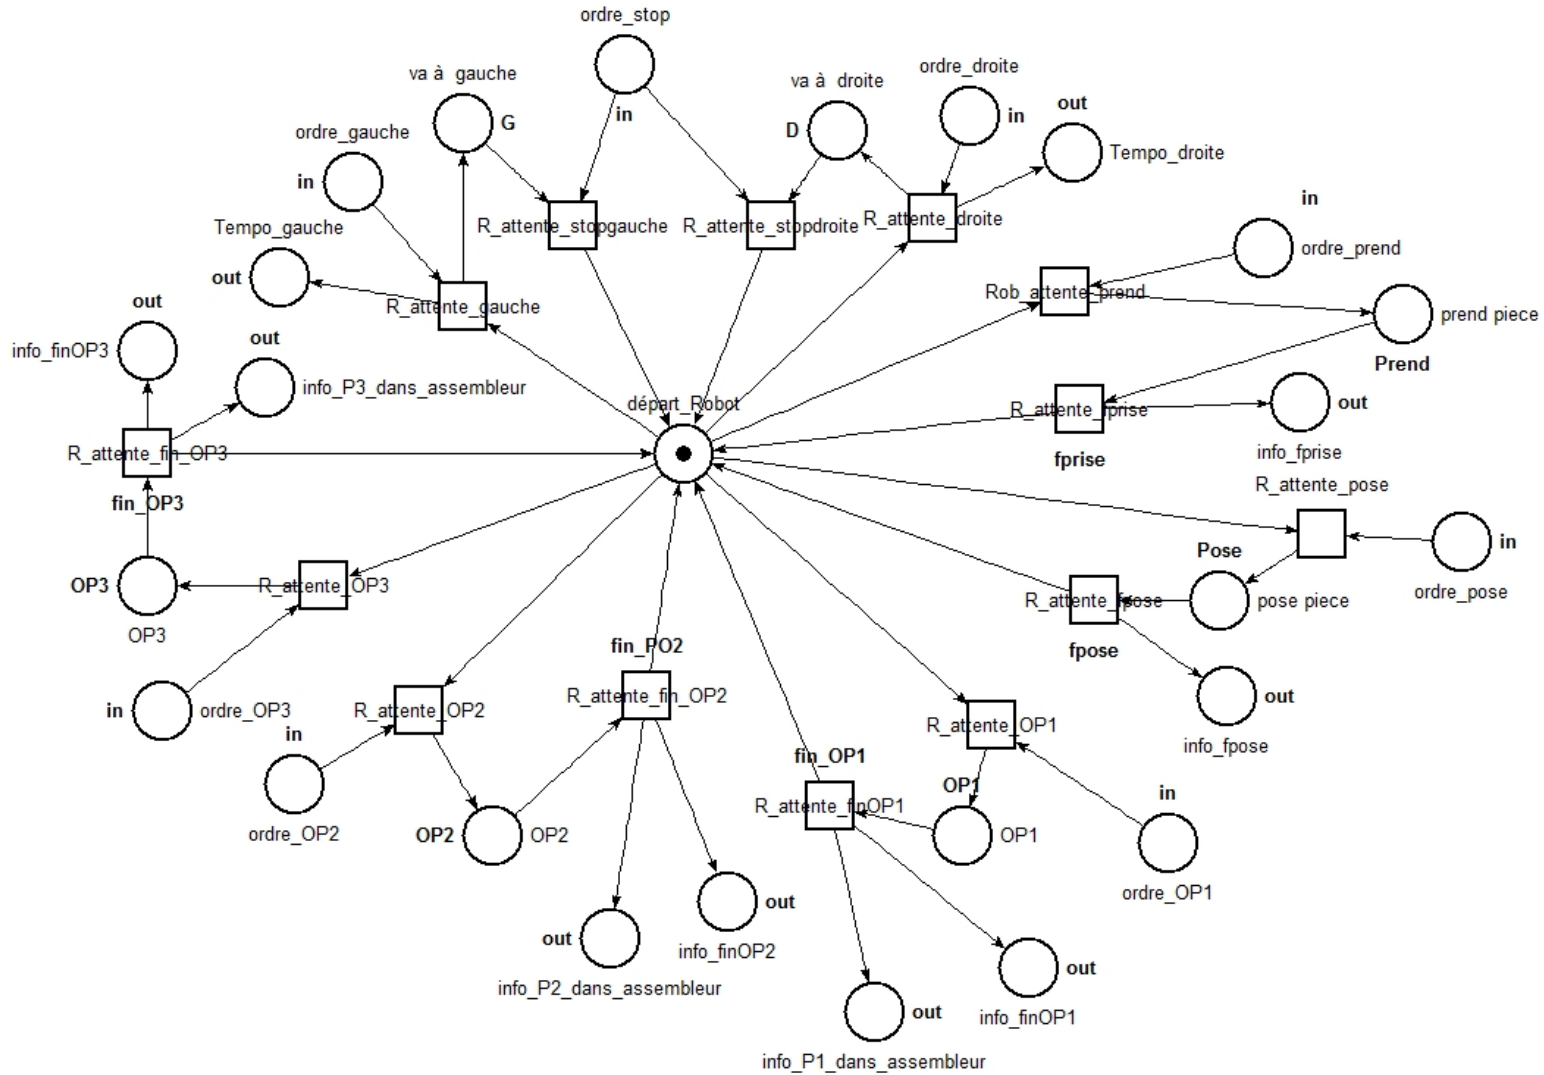 ordre_stop
va à  gauche
ordre_droite
va à  droite
out
in
G
D
in
ordre_gauche
Tempo_droite
in
in
R_attente_stopgauche
R_attente_stopdroite
R_attente_droite
Tempo_gauche
ordre_prend
out
Rob_attente_prend
out
R_attente_gauche
prend piece
out
info_finOP3
Prend
info_P3_dans_assembleur
départ_Robot
out
R_attente_fprise
R_attente_fin_OP3
fprise
info_fprise
R_attente_pose
fin_OP3
in
Pose
OP3
R_attente_OP3
R_attente_fpose
pose piece
ordre_pose
OP3
fin_PO2
fpose
R_attente_fin_OP2
out
in
ordre_OP3
R_attente_OP2
R_attente_OP1
in
info_fpose
fin_OP1
OP1
in
R_attente_finOP1
ordre_OP2
OP2
OP2
OP1
ordre_OP1
out
out
info_finOP2
out
info_P2_dans_assembleur
out
info_finOP1
info_P1_dans_assembleur